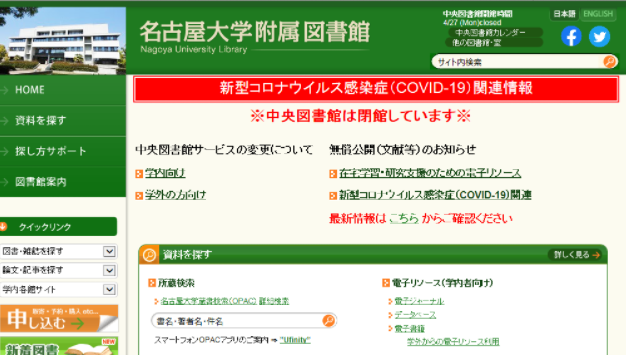 名古屋大学附属図書館
Nagoya University Library
中央図書館開館時間
4/27 (Mon)closed
中央図書館カレンダー
他の図書館・室
日本語 ENGLISH
サイト内検索
HOME
資料を探す
探し方サポート
図書館案内
クイックリンク
図書・雑誌を探す
論文・記事を探す
学内各種サイト
申し込む
新着図書
NEW
新型コロナウイルス感染症(COVID-19)関連情報
※中央図書館は閉館しています※
中央図書館サービスの変更について
学内向け
学外の方向け
無償公開(文献等)のお知らせ
在宅学習・研究支援のための電子リソース
新型コロナウイルス感染症(COVID-19)関連
最新情報は こちら からご確認ください
資料を探す
詳しく見る
所蔵検索
名古屋大学蔵書検索(OPAC) 詳細検索
書名・著者名・件名
スマートフォンOPACアプリのご案内 ⇒ "Ufinity"
電子リソース(学内者向け)
電子ジャーナル
データベース
電子書籍
学外からの電子リソース利用